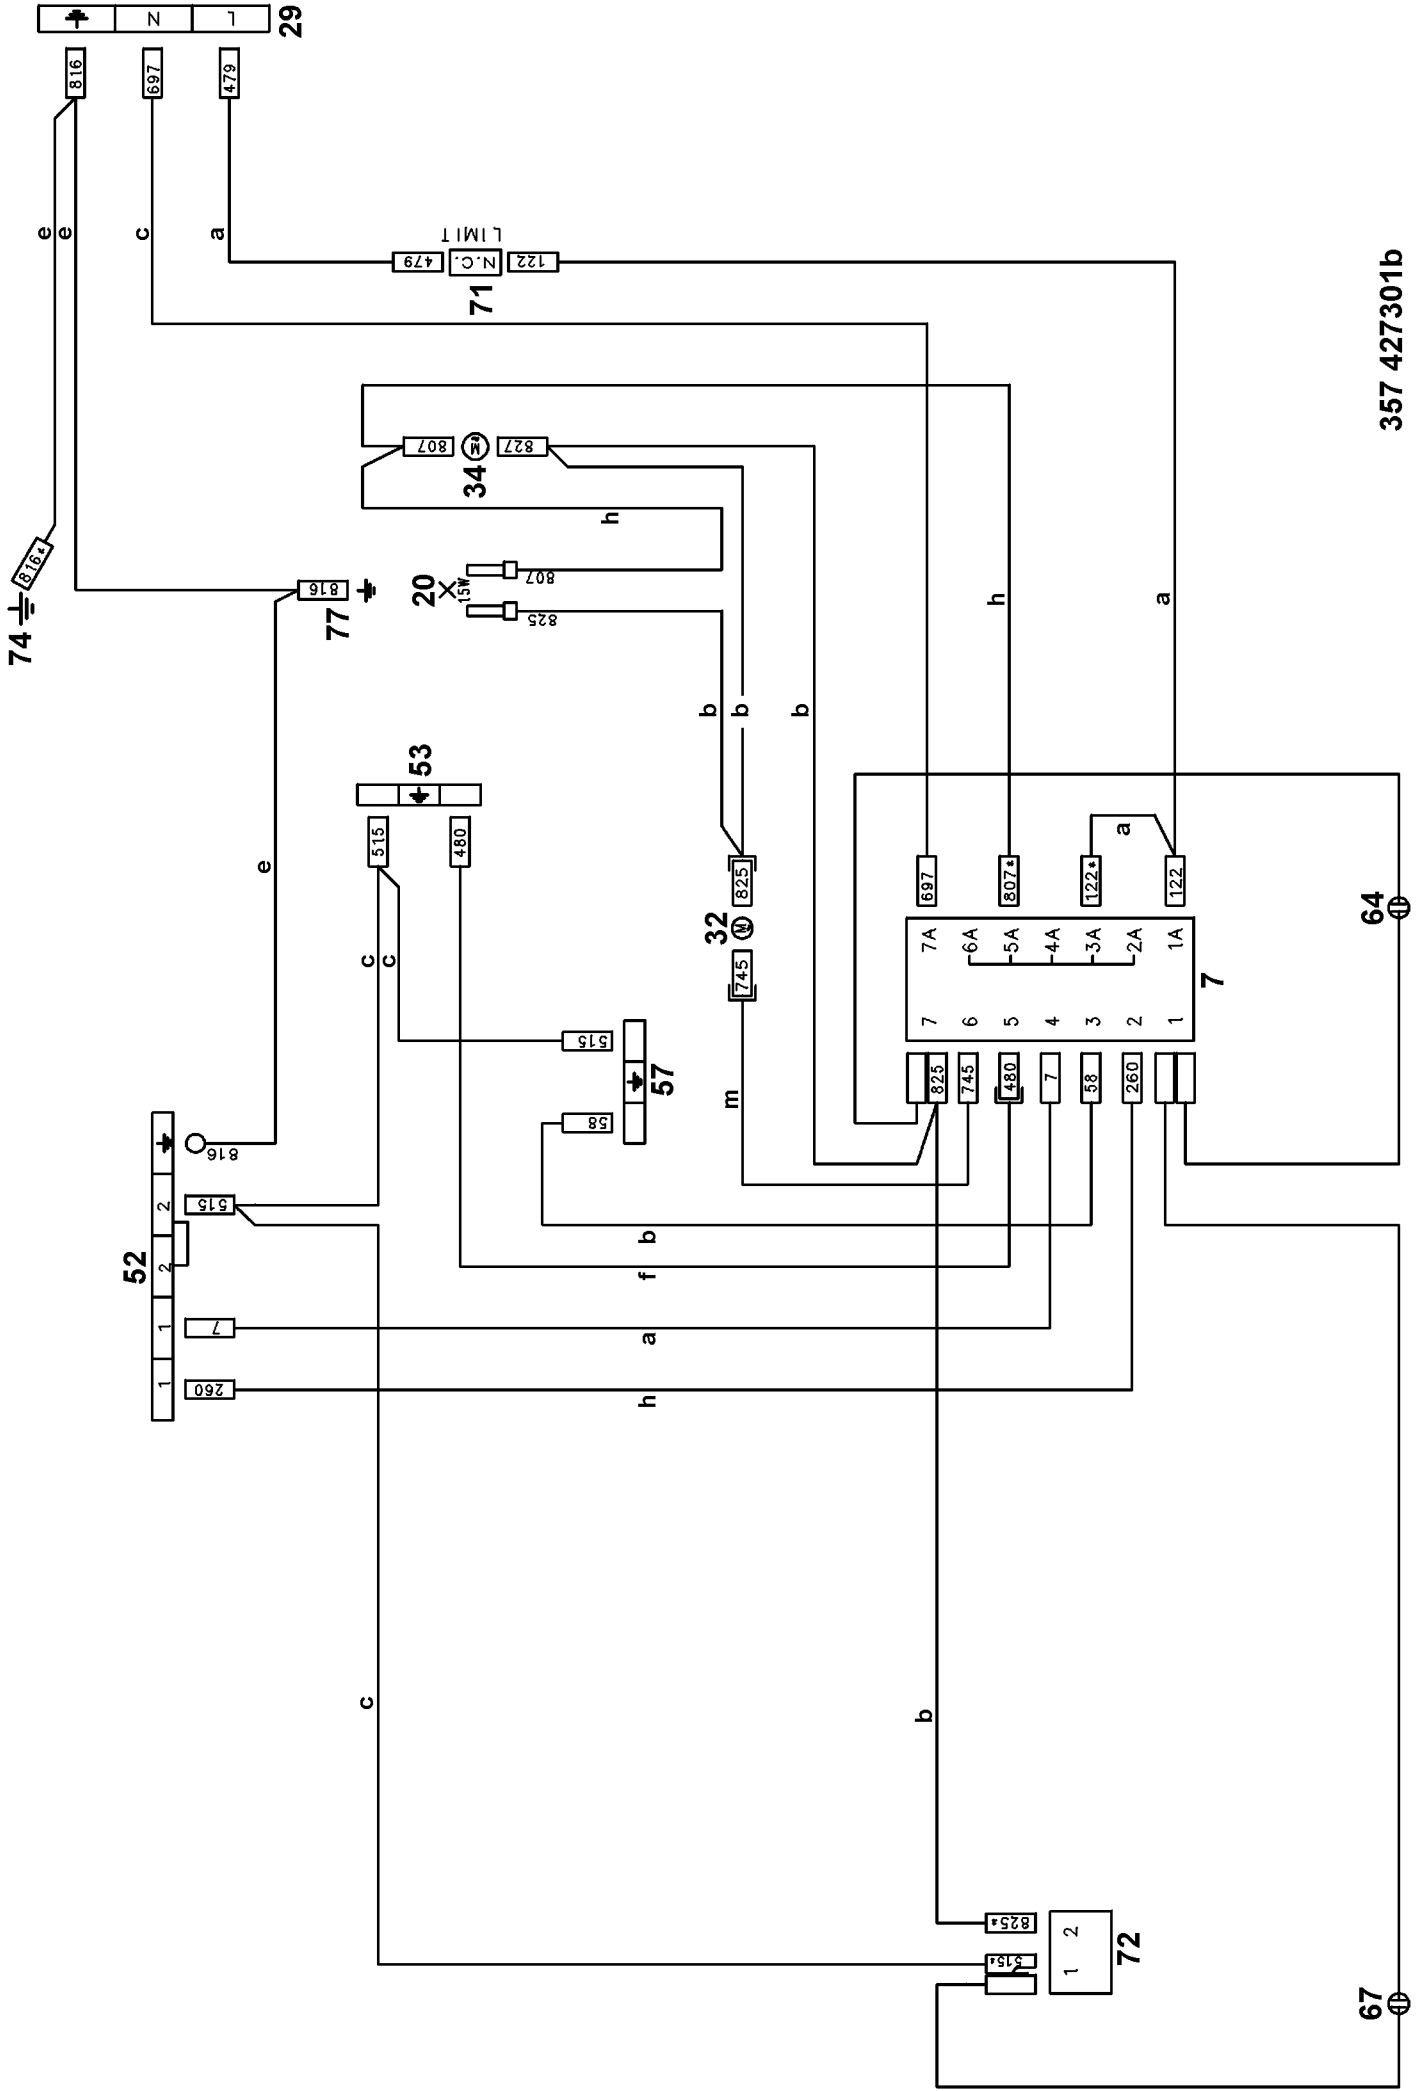 L
N
29
816
697
479
e
e
c
a
LIMIT
479
N.C.
122
71
357 427301b
807
M
827
34
h
816*
74
816
77
20
15W
807
825
h
a
b
b
b
53
515
480
e
a
825
697
807*
122*
122
32
M
64
c
c
745
7A
6A
5A
4A
3A
2A
1A
7
7
6
5
4
3
2
1
515
57
58
m
825
745
480
7
58
260
816
52
2
2
1
1
515
7
260
b
f
a
h
c
b
825*
515*
2
1
72
67